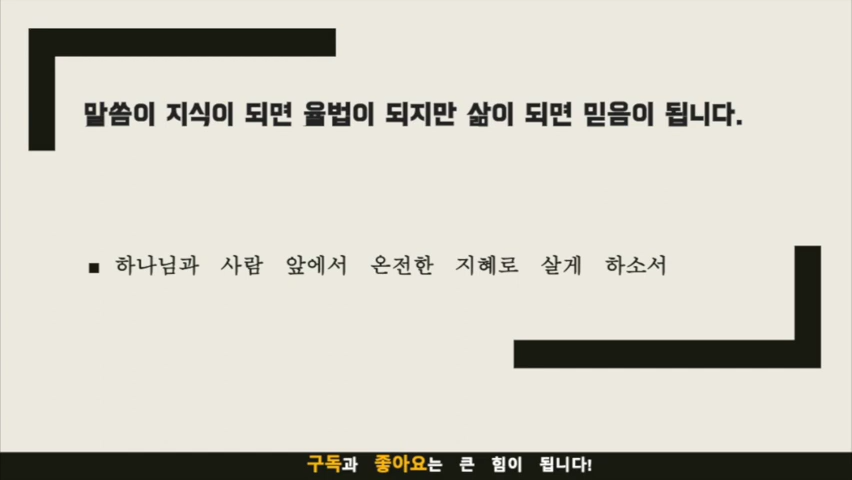 말씀이 지식이 되면 율법이 되지만 삶이 되면 믿음이 됩니다.
■ 하나님과 사람 앞에서 온전한 지혜로 살게 하소서
구독과 좋아요는 큰 힘이 됩니다!